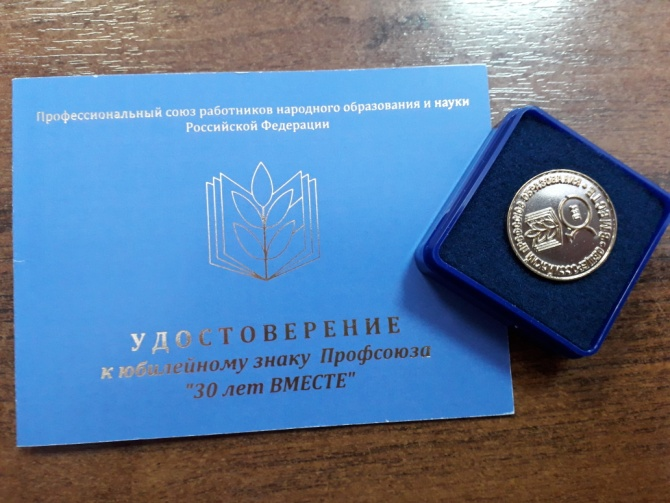 Профессиональный союз работников народного образования и науки
Российской Федерации
УДОСТОВЕРЕНИЕ
к юбилейному знаку Профсоюза
"30 лет ВМЕСТЕ"